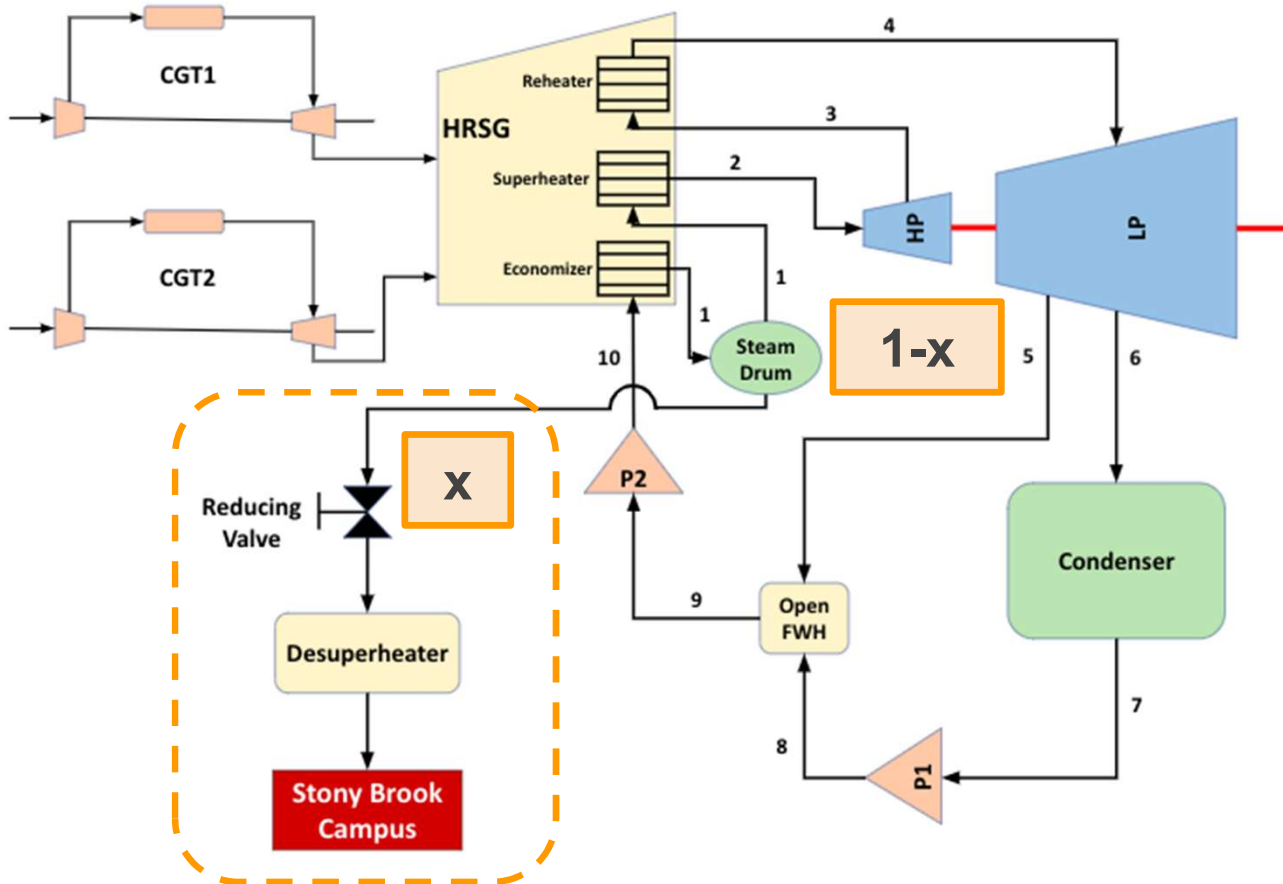 CGT1
CGT2
HRSG
Reheater
Superheater
Economizer
4
3
2
1
1
HP
LP
Steam
Drum
1-x
5
6
10
x
Reducing
Valve
P2
Desuperheater
Stony Brook
Campus
9
Open
FWH
Condenser
8
7
P1